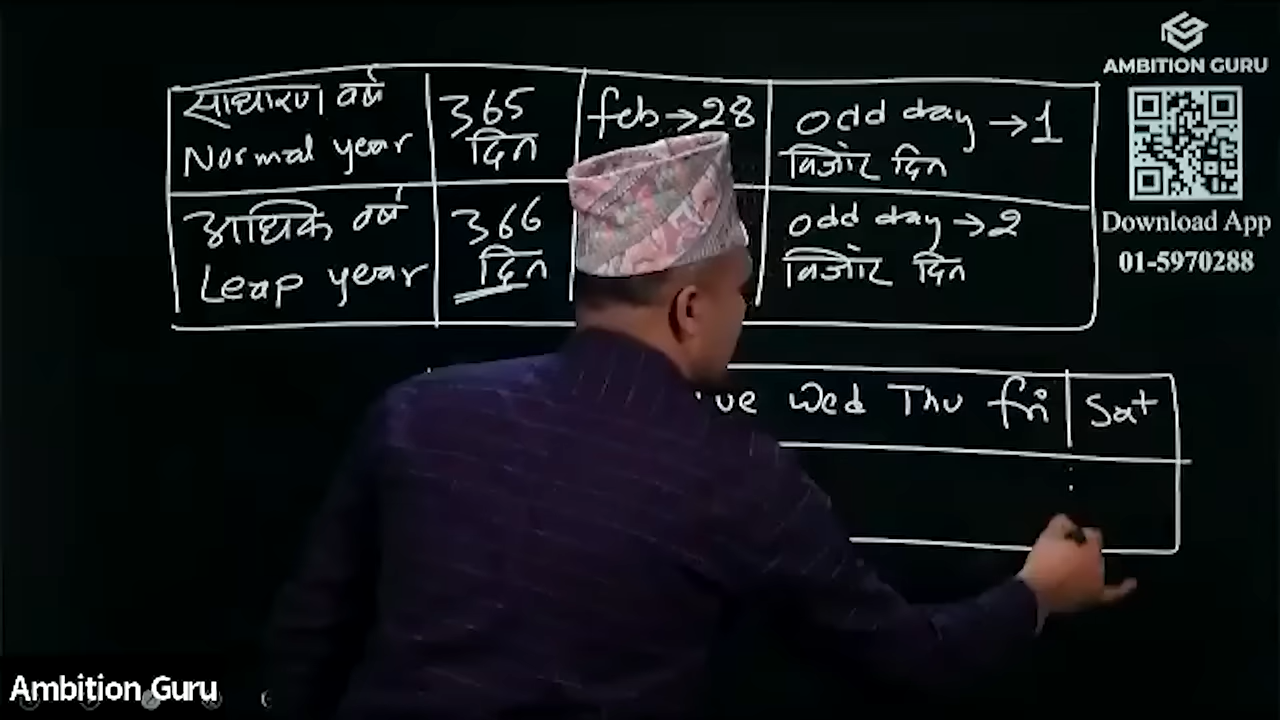 साधारण वर्ष
Normal year
365
दिन
feb→28
odd day →1
विजोर दिन
अधिक वर्ष
Leap year
366
दिन
odd day →2
विजोर दिन
ue Wed Thu fri Sat
AMBITION GURU
Download App
01-5970288
Ambition Guru